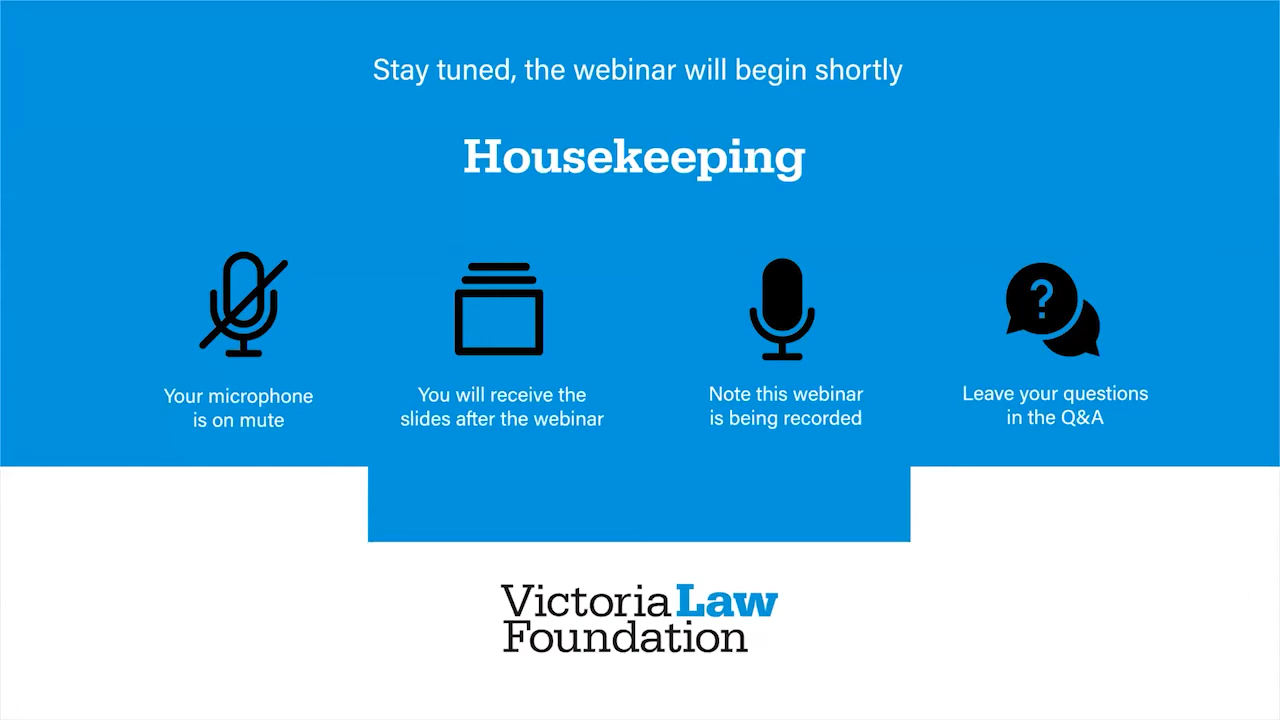 Stay tuned, the webinar will begin shortly
Housekeeping
Your microphone
is on mute
You will receive the
slides after the webinar
Note this webinar
is being recorded
?
Leave your questions
in the Q&A
Victoria Law
Foundation